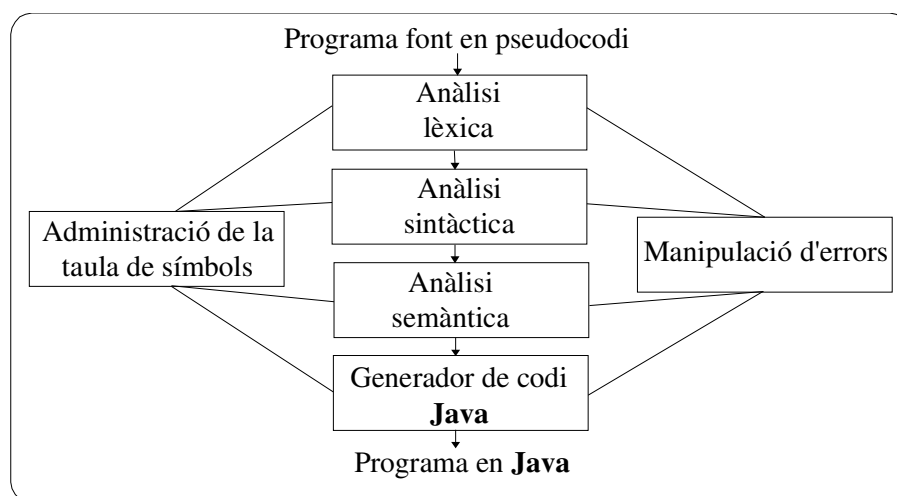 Programa font en pseudocodi
Anàlisi
lèxica
Anàlisi
sintàctica
Administració de la
taula de símbols
Manipulació d'errors
Anàlisi
semàntica
Generador de codi
Java
Programa en Java